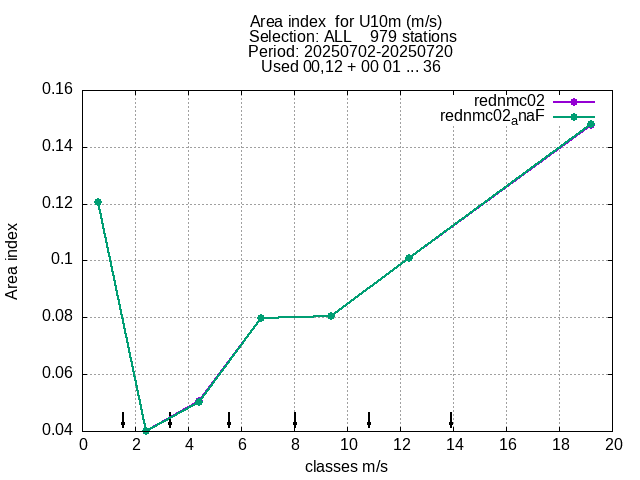 Area index  for U10m (m/s)
Selection: ALL    979 stations
Period: 20250702-20250720
Used 00,12 + 00 01 ... 36
rednmc02
rednmc02anaF
0.16
0.14
0.12
0.1
0.08
0.06
0.04
Area index
0 2 4 6 8 10 12 14 16 18 20
classes m/s